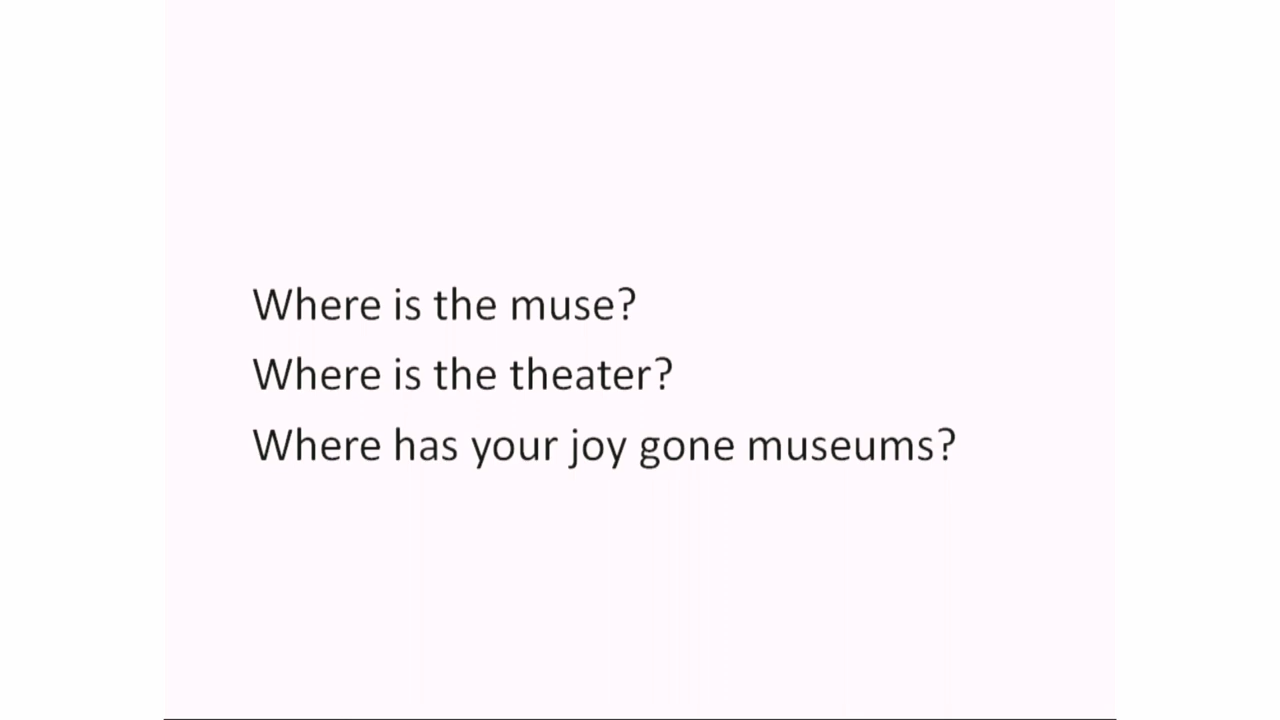 Where is the muse?
Where is the theater?
Where has your joy gone museums?